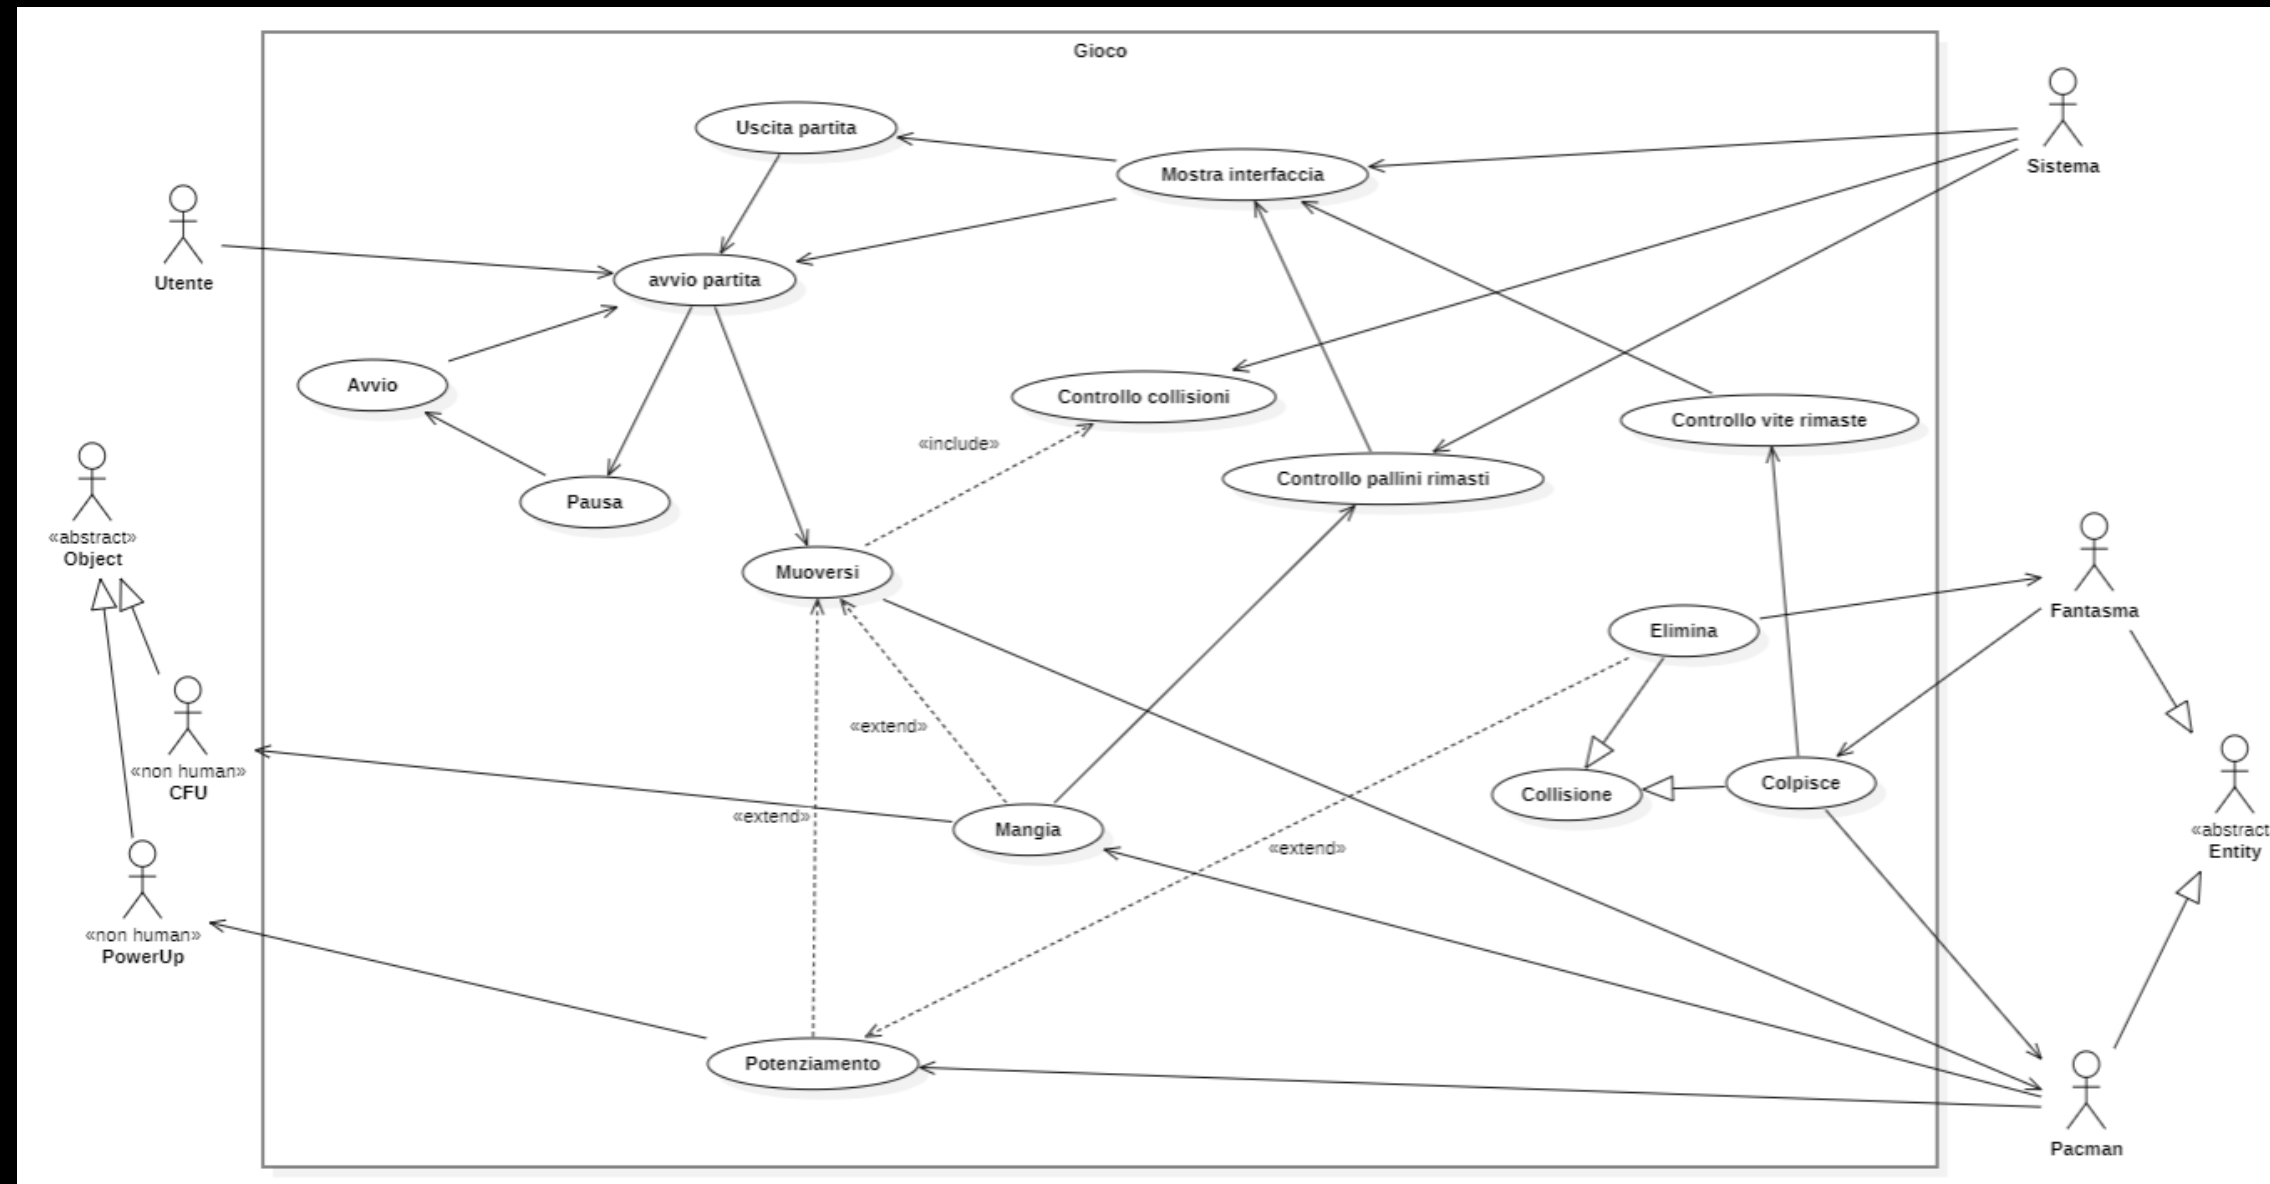 Gioco
Uscita partita
Mostra interfaccia
Sistema
Utente
avvio partita
Avvio
Controllo collisioni
Controllo vite rimaste
«include»
Controllo pallini rimasti
Pausa
«abstract»
Object
Muoversi
Fantasma
Elimina
«extend»
«non human»
CFU
Collisione
Colpisce
«extend»
Mangia
«abstract
Entity
«extend»
«non human»
PowerUp
Potenziamento
Pacman